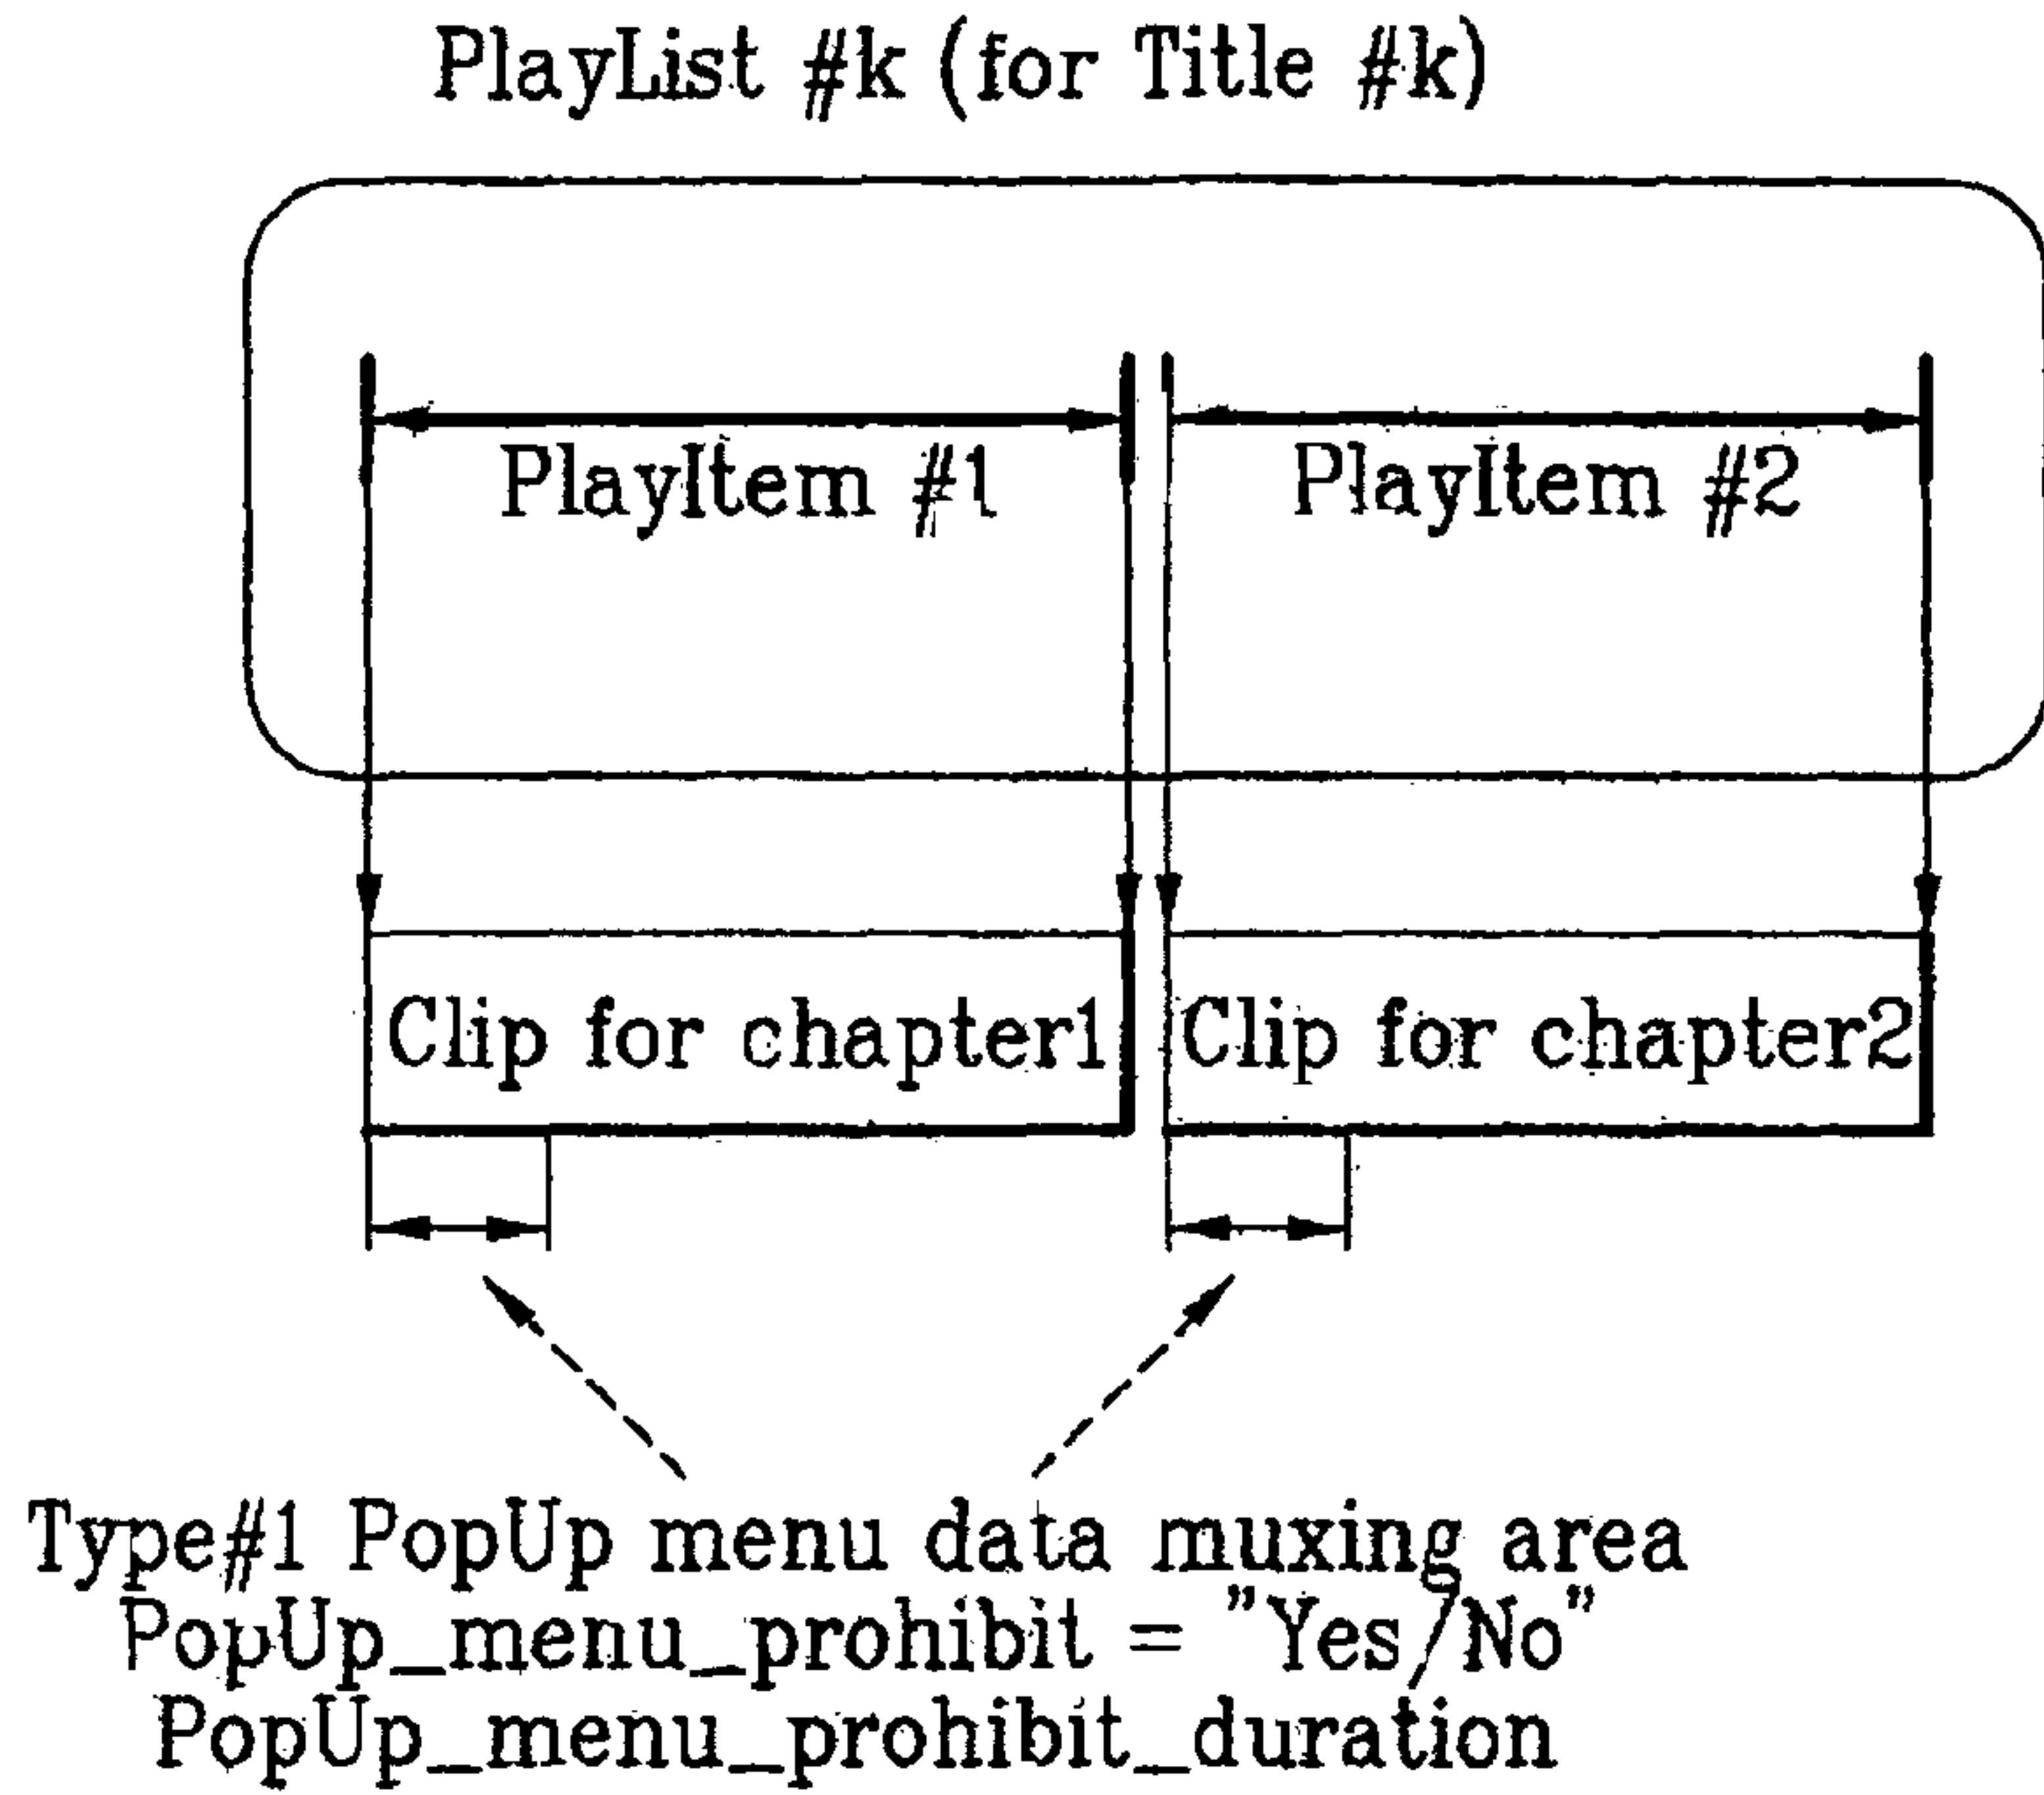 PlayList #k (for Title #k)
PlayItem #1
PlayItem #2
Clip for chapter1
Clip for chapter2
Type#1 PopUp menu data muxing area
PopUp_menu_prohibit = "Yes/No"
PopUp_menu_prohibit_duration